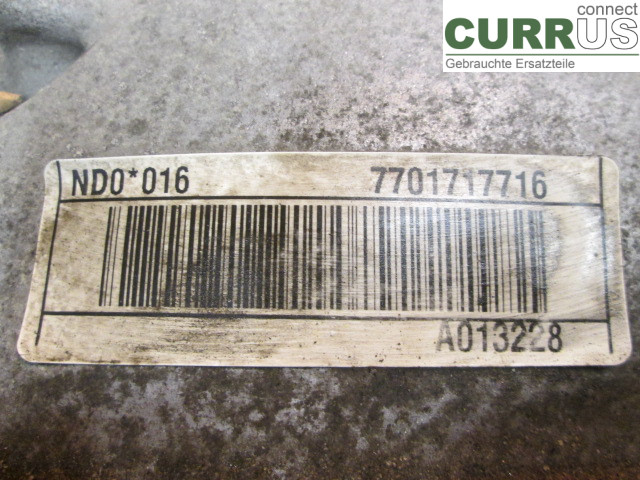 connect
CURRUS
Gebrauchte Ersatzteile
ND0*016 7701717716
A013228